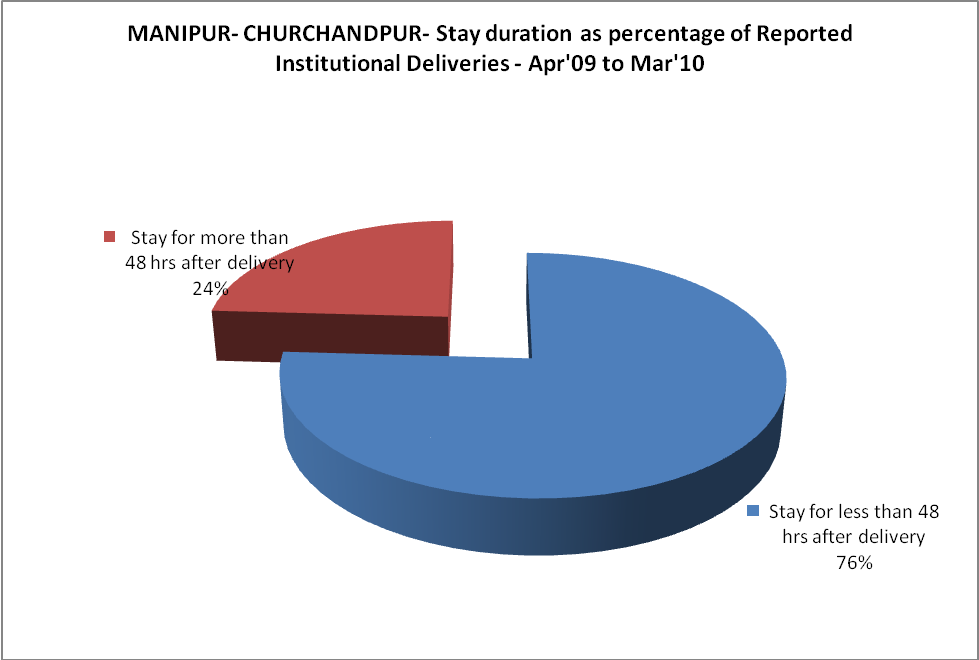 MANIPUR- CHURCHANDPUR- Stay duration as percentage of Reported
Institutional Deliveries - Apr'09 to Mar'10
Stay for more than
48 hrs after delivery
24%
Stay for less than 48
hrs after delivery
76%